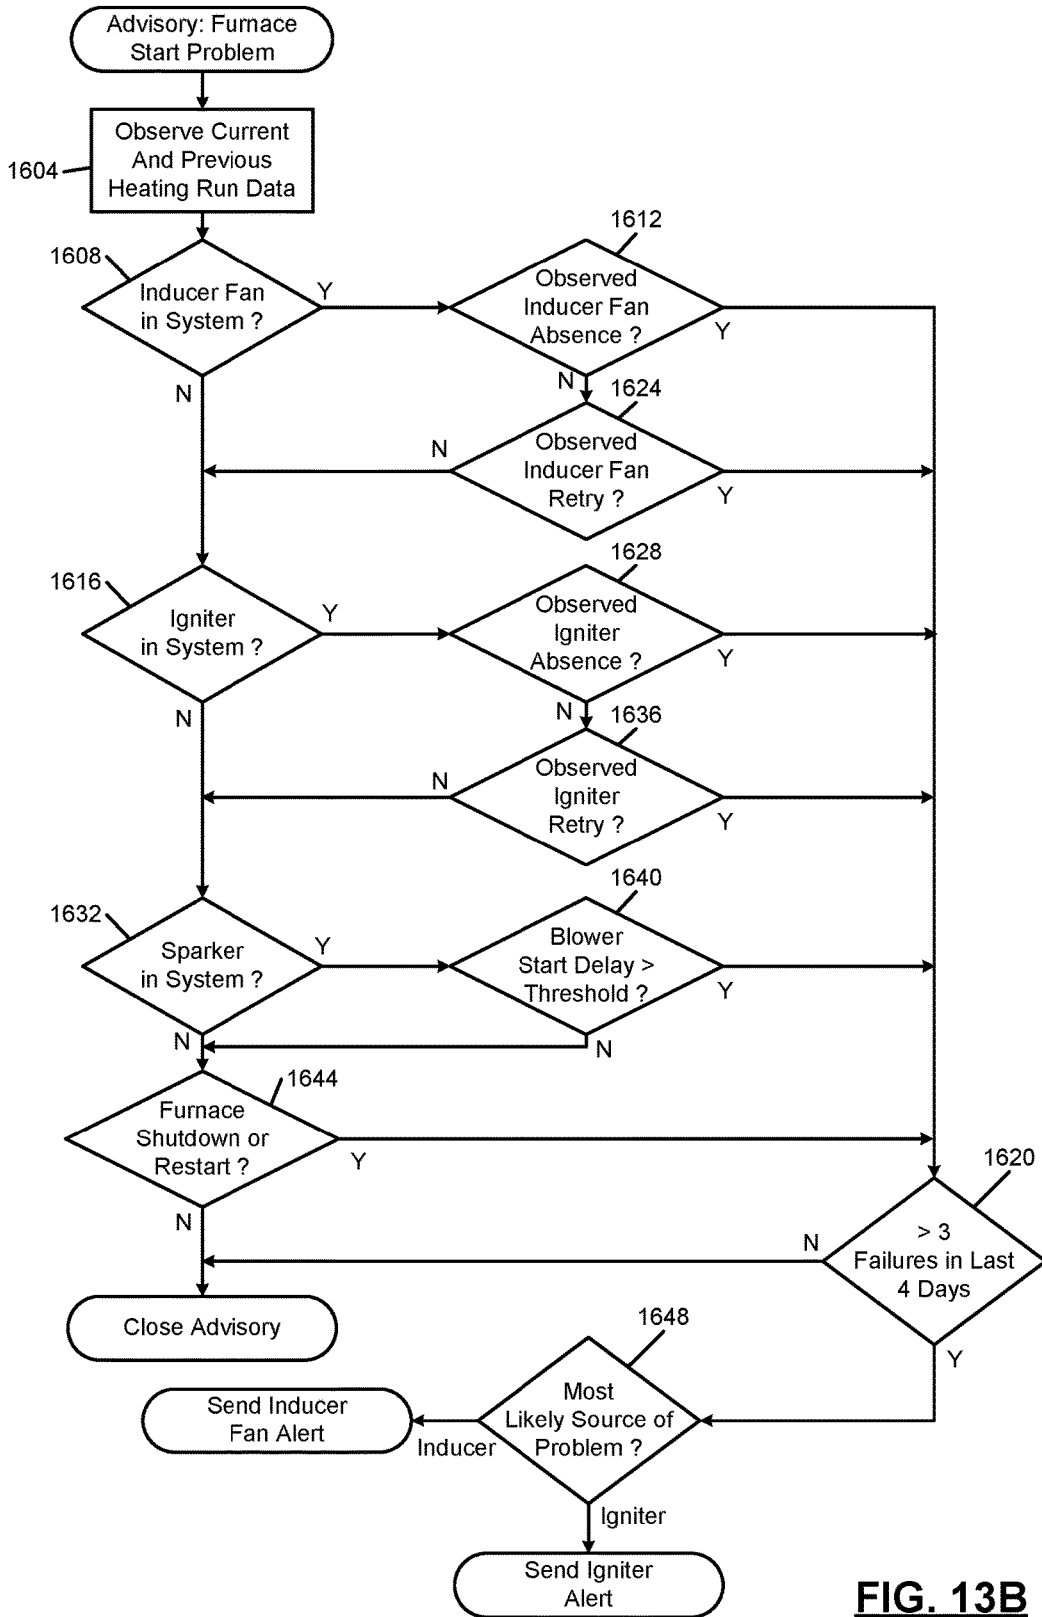 Advisory: Furnace
Start Problem
Observe Current
And Previous
Heating Run Data
1604
1608
Inducer Fan
in System ?
Y
N
1612
Observed
Inducer Fan
Absence ?
Y
N
1624
Observed
Inducer Fan
Retry ?
N
Y
1616
Igniter
in System ?
Y
N
1628
Observed
Igniter
Absence ?
Y
N
1636
Observed
Igniter
Retry ?
N
Y
1632
Sparker
in System ?
Y
N
1640
Blower
Start Delay >
Threshold ?
Y
N
1644
Furnace
Shutdown or
Restart ?
Y
N
1620
> 3
Failures in Last
4 Days
N
Y
Close Advisory
1648
Most
Likely Source of
Problem ?
Inducer
Igniter
Send Inducer
Fan Alert
Send Igniter
Alert
FIG. 13B